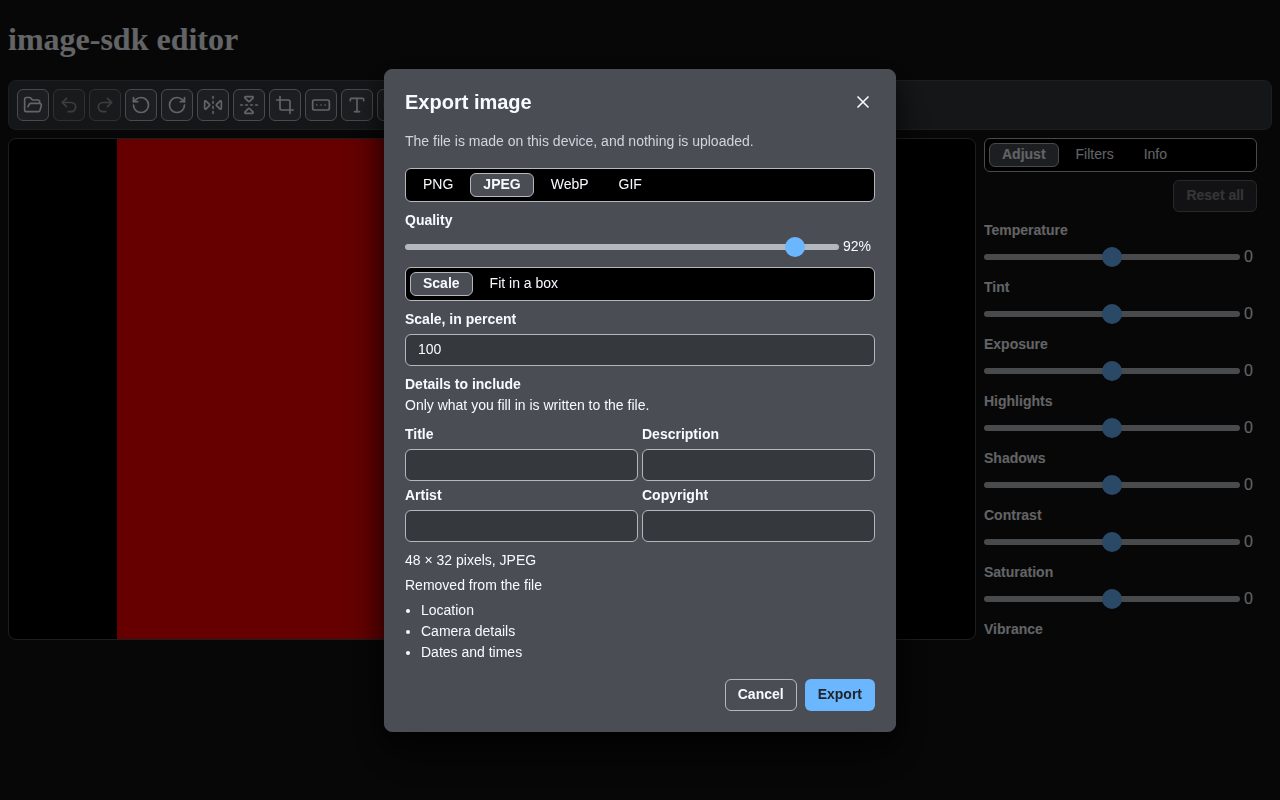 image-sdk editor
Export image
The file is made on this device, and nothing is uploaded.
PNG JPEG WebP GIF
Quality
92%
Scale Fit in a box
Scale, in percent
100
Details to include
Only what you fill in is written to the file.
Title Description
Artist Copyright
48 × 32 pixels, JPEG
Removed from the file
• Location
• Camera details
• Dates and times
Cancel Export
Adjust Filters Info
Reset all
Temperature
0
Tint
0
Exposure
0
Highlights
0
Shadows
0
Contrast
0
Saturation
0
Vibrance